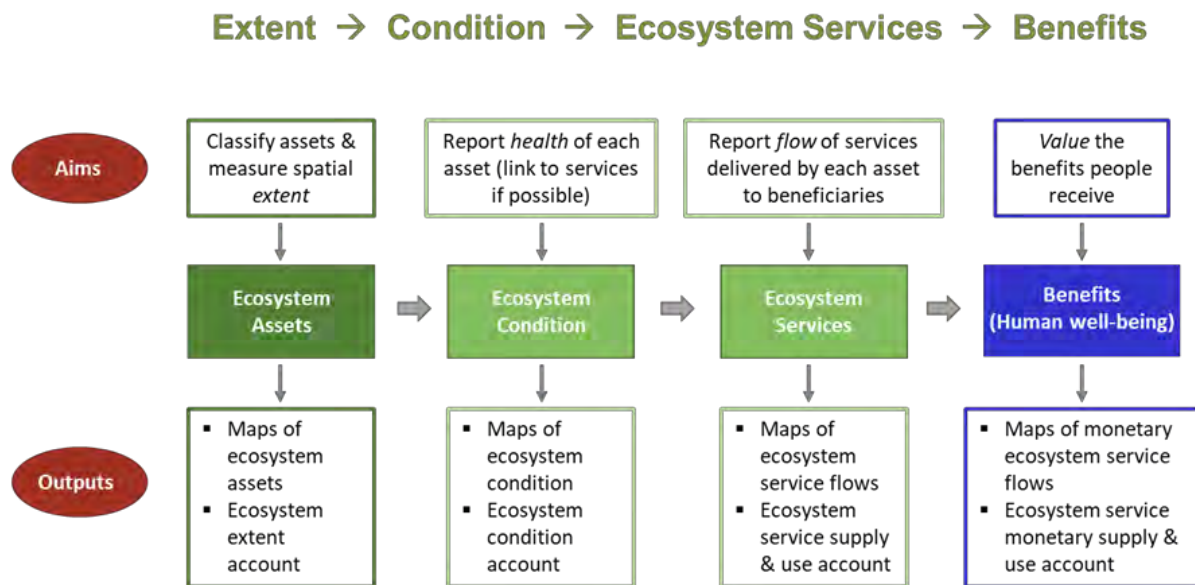 Extent → Condition → Ecosystem Services → Benefits
Aims
Classify assets &
measure spatial
extent
Report health of each
asset (link to services
if possible)
Report flow of services
delivered by each asset
to beneficiaries
Value the
benefits people
receive
Ecosystem
Assets
Ecosystem
Condition
Ecosystem
Services
Benefits
(Human well-being)
Outputs
▪ Maps of
ecosystem
assets
▪ Ecosystem
extent
account
▪ Maps of
ecosystem
condition
▪ Ecosystem
condition
account
▪ Maps of
ecosystem
service flows
▪ Ecosystem
service supply
& use account
▪ Maps of monetary
ecosystem service
flows
▪ Ecosystem service
monetary supply &
use account